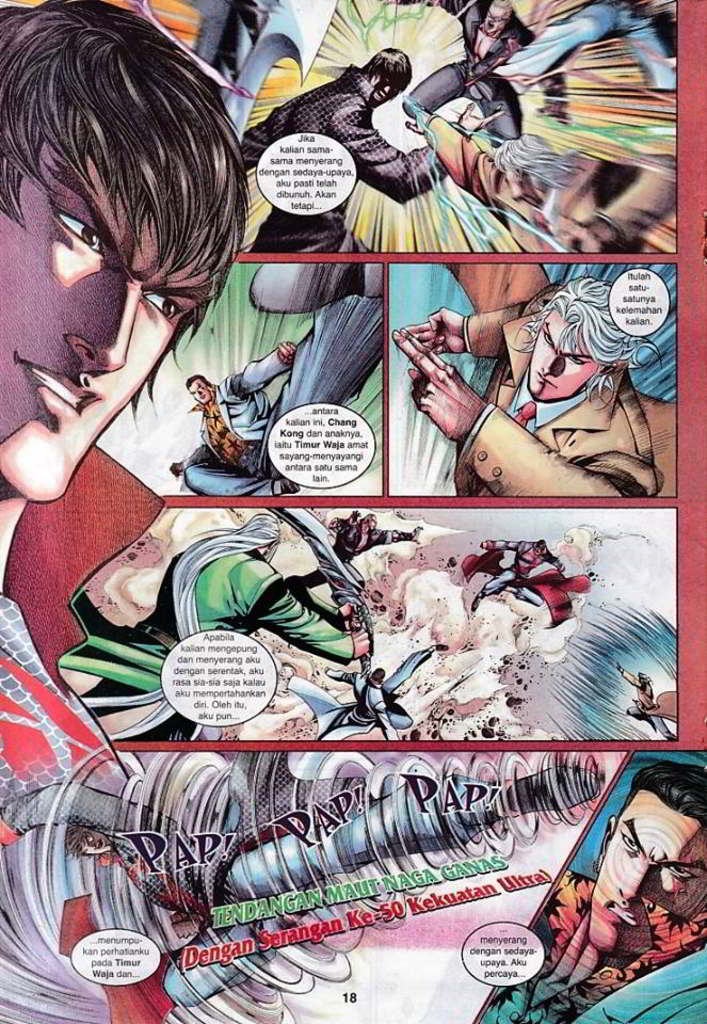 Jika
kalian sama-
sama menyerang
dengan sedaya-upaya,
aku pasti telah
dibunuh. Akan
tetapi...
...antara
kalian ini, Chang
Kong dan anaknya,
iaitu Timur Waja amat
sayang-menyayangi
antara satu sama
lain.
Itulah
satu-
satunya
kelemahan
kalian.
Apabila
kalian mengepung
dan menyerang aku
dengan serentak, aku
rasa sia-sia saja kalau
aku mempertahankan
diri. Oleh itu,
aku pun...
PAP!
PAP!
PAP!
TENDANGAN MAUT NAGA GANAS
(Dengan Serangan Ke-50 Kekuatan Ultra)
...menumpu-
kan perhatianku
pada Timur
Waja dan...
...
menyerang
dengan sedaya-
upaya. Aku
percaya...
18